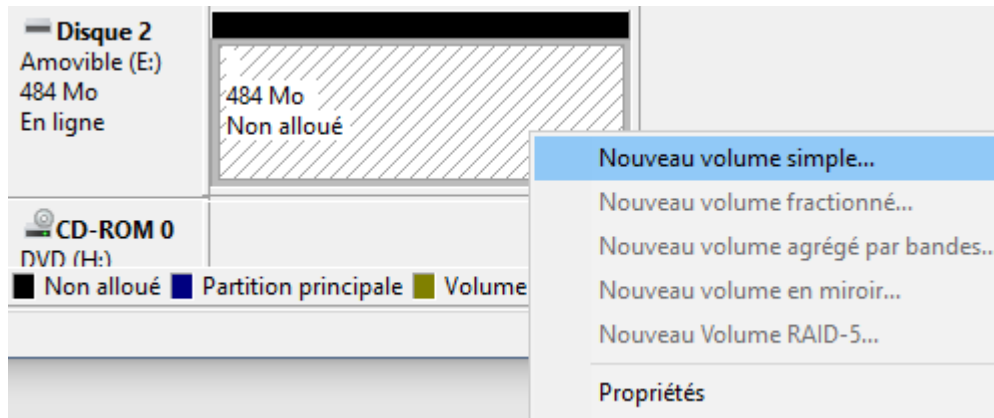 Disque 2
Amovible (E:)
484 Mo
En ligne
484 Mo
Non alloué
CD-ROM 0
DVD (H:)
Non alloué Partition principale Volume
Nouveau volume simple...
Nouveau volume fractionné...
Nouveau volume agrégé par bandes..
Nouveau volume en miroir...
Nouveau Volume RAID-5...
Propriétés